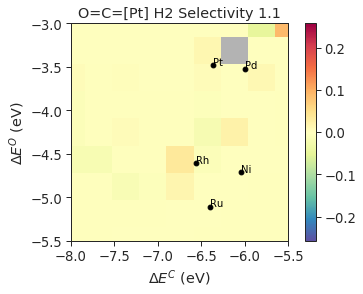 O=C=[Pt] H2 Selectivity 1.1
−3.0
−3.5
−4.0
−4.5
−5.0
−5.5
ΔE^O (eV)
Pt
Pd
Rh
Ni
Ru
−8.0 −7.5 −7.0 −6.5 −6.0 −5.5
ΔE^C (eV)
0.2
0.1
0.0
−0.1
−0.2